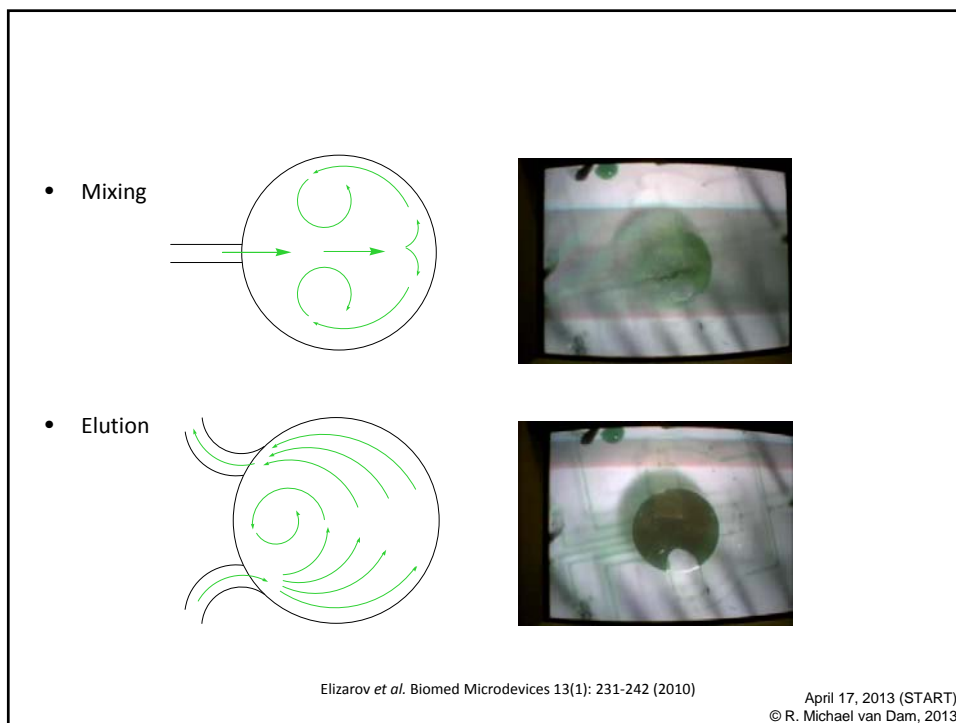 • Mixing
• Elution
Elizarov et al. Biomed Microdevices 13(1): 231-242 (2010)
April 17, 2013 (START)
© R. Michael van Dam, 2013